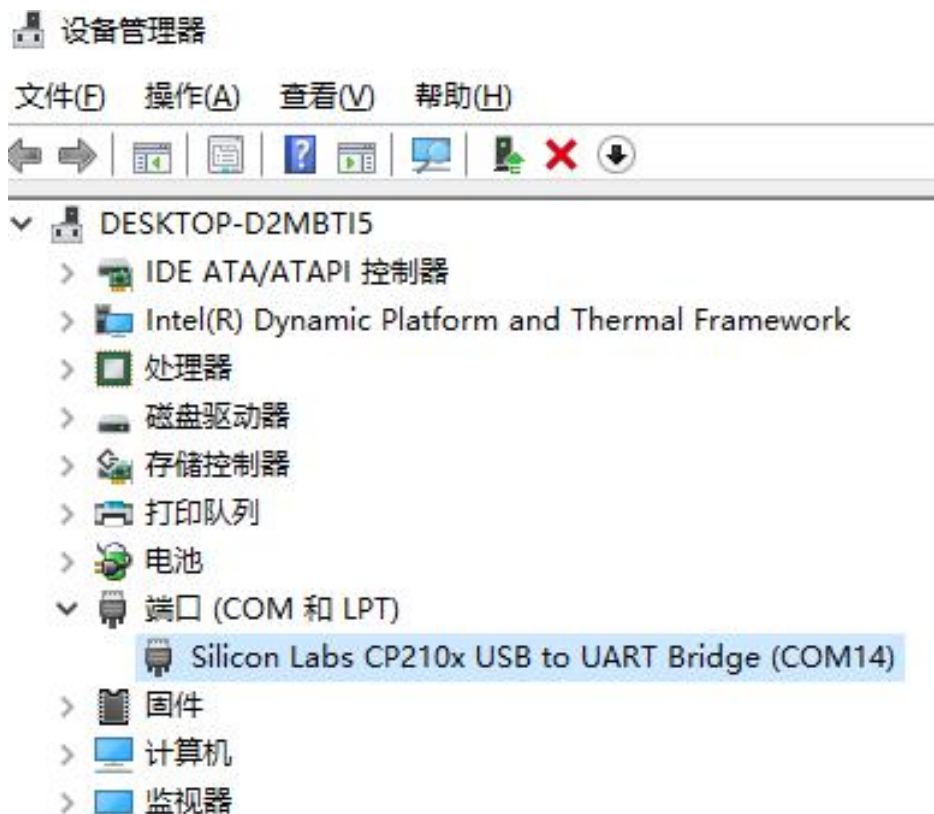 设备管理器
文件(F) 操作(A) 查看(V) 帮助(H)
DESKTOP-D2MBTI5
IDE ATA/ATAPI 控制器
Intel(R) Dynamic Platform and Thermal Framework
处理器
磁盘驱动器
存储控制器
打印队列
电池
端口 (COM 和 LPT)
Silicon Labs CP210x USB to UART Bridge (COM14)
固件
计算机
监视器